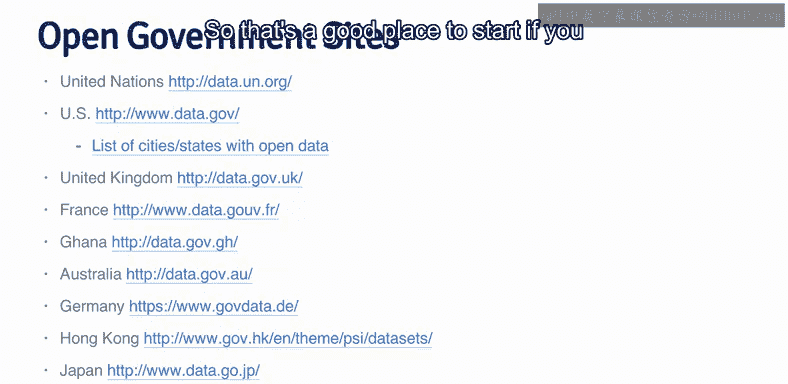 Open Government Sites
So that's a good place to start if you
· United Nations http://data.un.org/
· U.S. http://www.data.gov/
- List of cities/states with open data
· United Kingdom http://data.gov.uk/
· France http://www.data.gouv.fr/
· Ghana http://data.gov.gh/
· Australia http://data.gov.au/
· Germany https://www.govdata.de/
· Hong Kong http://www.gov.hk/en/theme/psi/datasets/
· Japan http://www.data.go.jp/